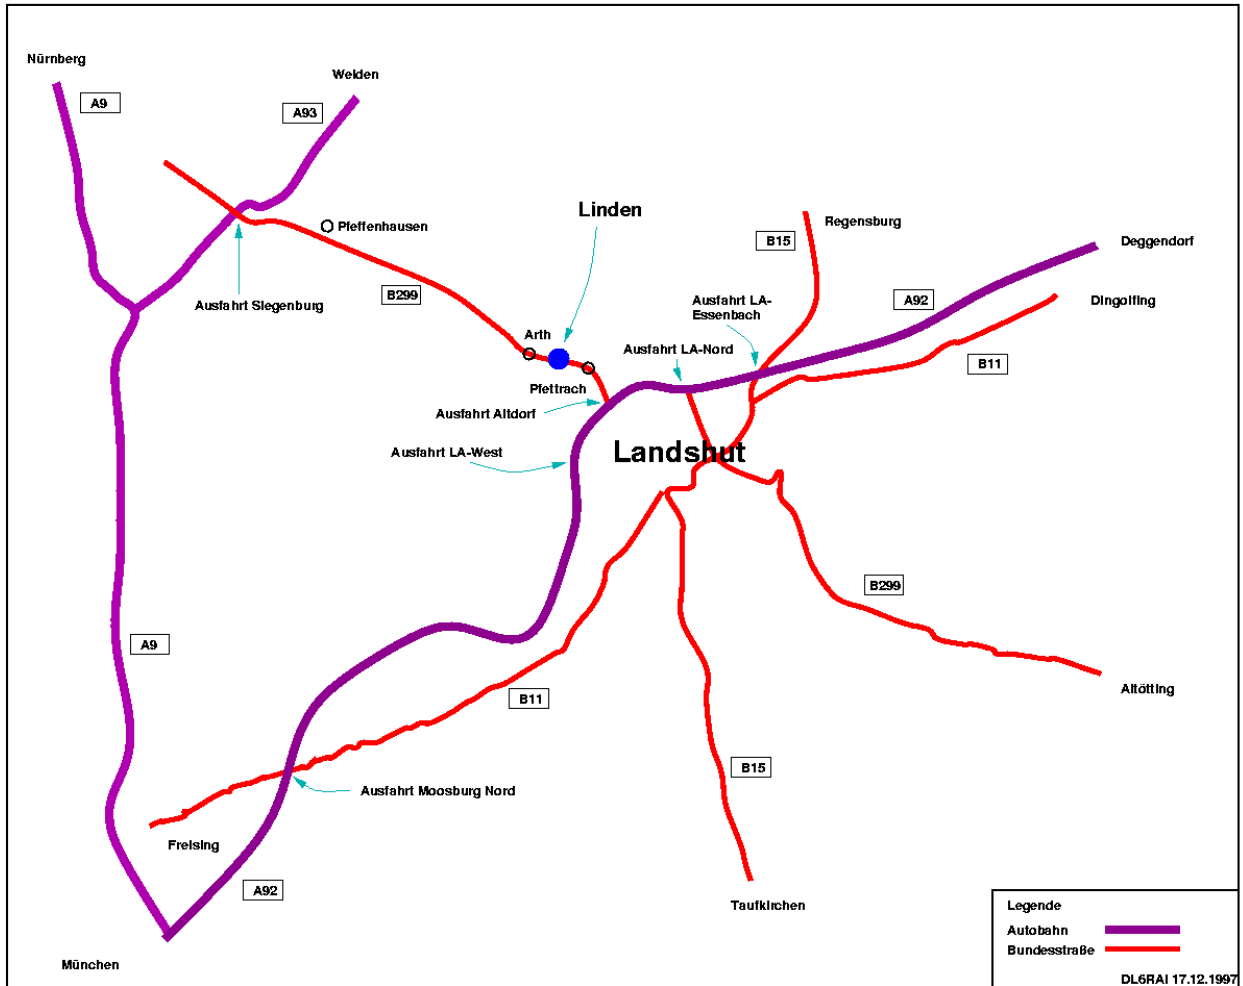 Nürnberg
Weiden
A9
A93
Linden
Pfeffenhausen
Regensburg
B15
Deggendorf
B299
Ausfahrt Siegenburg
Ausfahrt LA-
Essenbach
A92
Dingolfing
Arth
Ausfahrt LA-Nord
B11
Pfettrach
Ausfahrt Altdorf
Ausfahrt LA-West
Landshut
B299
A9
B11
Altötting
B15
Ausfahrt Moosburg Nord
Freising
A92
Taufkirchen
München
Legende
Autobahn
Bundesstraße
DL6RAI 17.12.1997